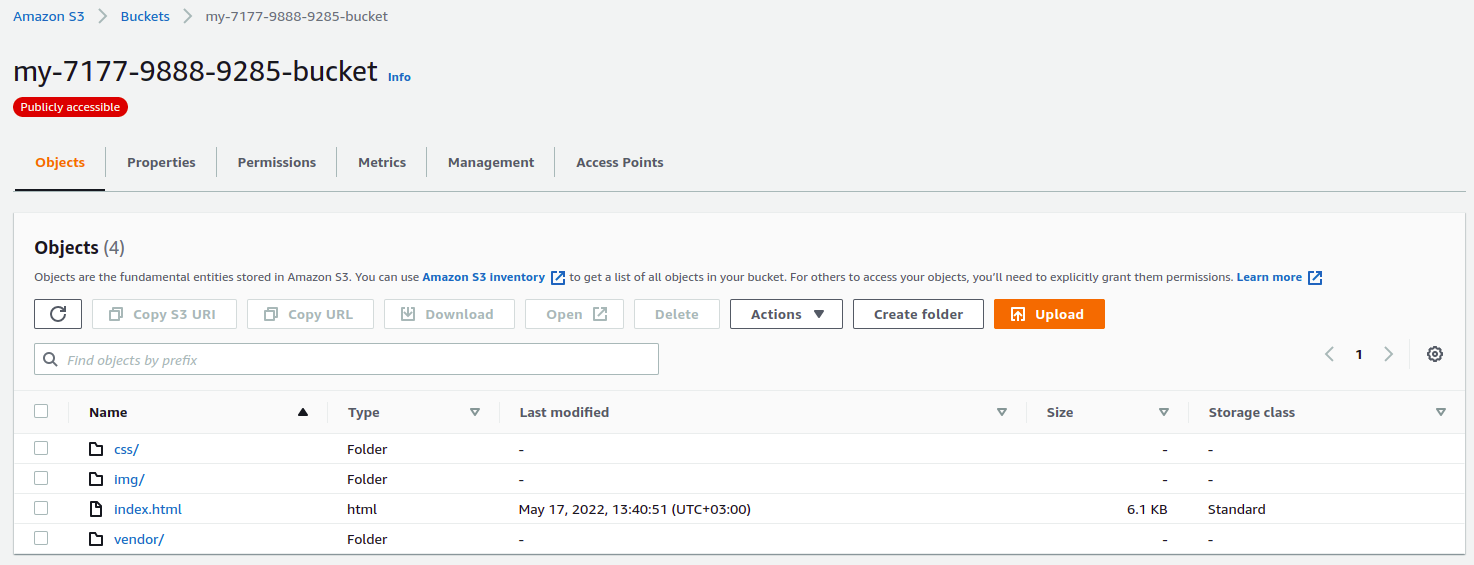 Amazon S3 > Buckets > my-7177-9888-9285-bucket
my-7177-9888-9285-bucket Info
Publicly accessible
Objects Properties Permissions Metrics Management Access Points
Objects (4)
Objects are the fundamental entities stored in Amazon S3. You can use Amazon S3 inventory to get a list of all objects in your bucket. For others to access your objects, you'll need to explicitly grant them permissions. Learn more
Copy S3 URI Copy URL Download Open Delete Actions Create folder Upload
Find objects by prefix 1
Name Type Last modified Size Storage class
css/ Folder - - -
img/ Folder - - -
index.html html May 17, 2022, 13:40:51 (UTC+03:00) 6.1 KB Standard
vendor/ Folder - - -